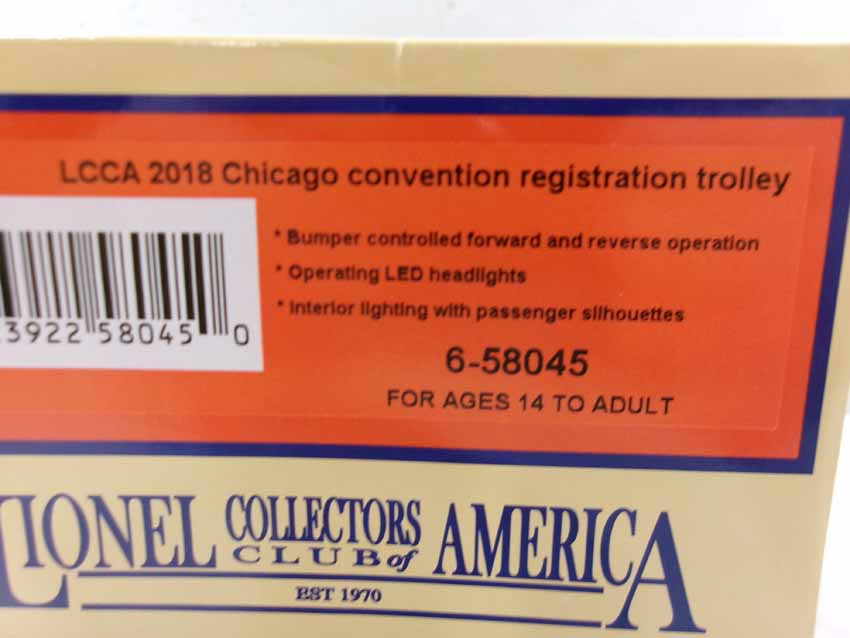 LCCA 2018 Chicago convention registration trolley
* Bumper controlled forward and reverse operation
* Operating LED headlights
* Interior lighting with passenger silhouettes
3922 58045 0
6-58045
FOR AGES 14 TO ADULT
LIONEL COLLECTORS CLUB of AMERICA
EST 1970